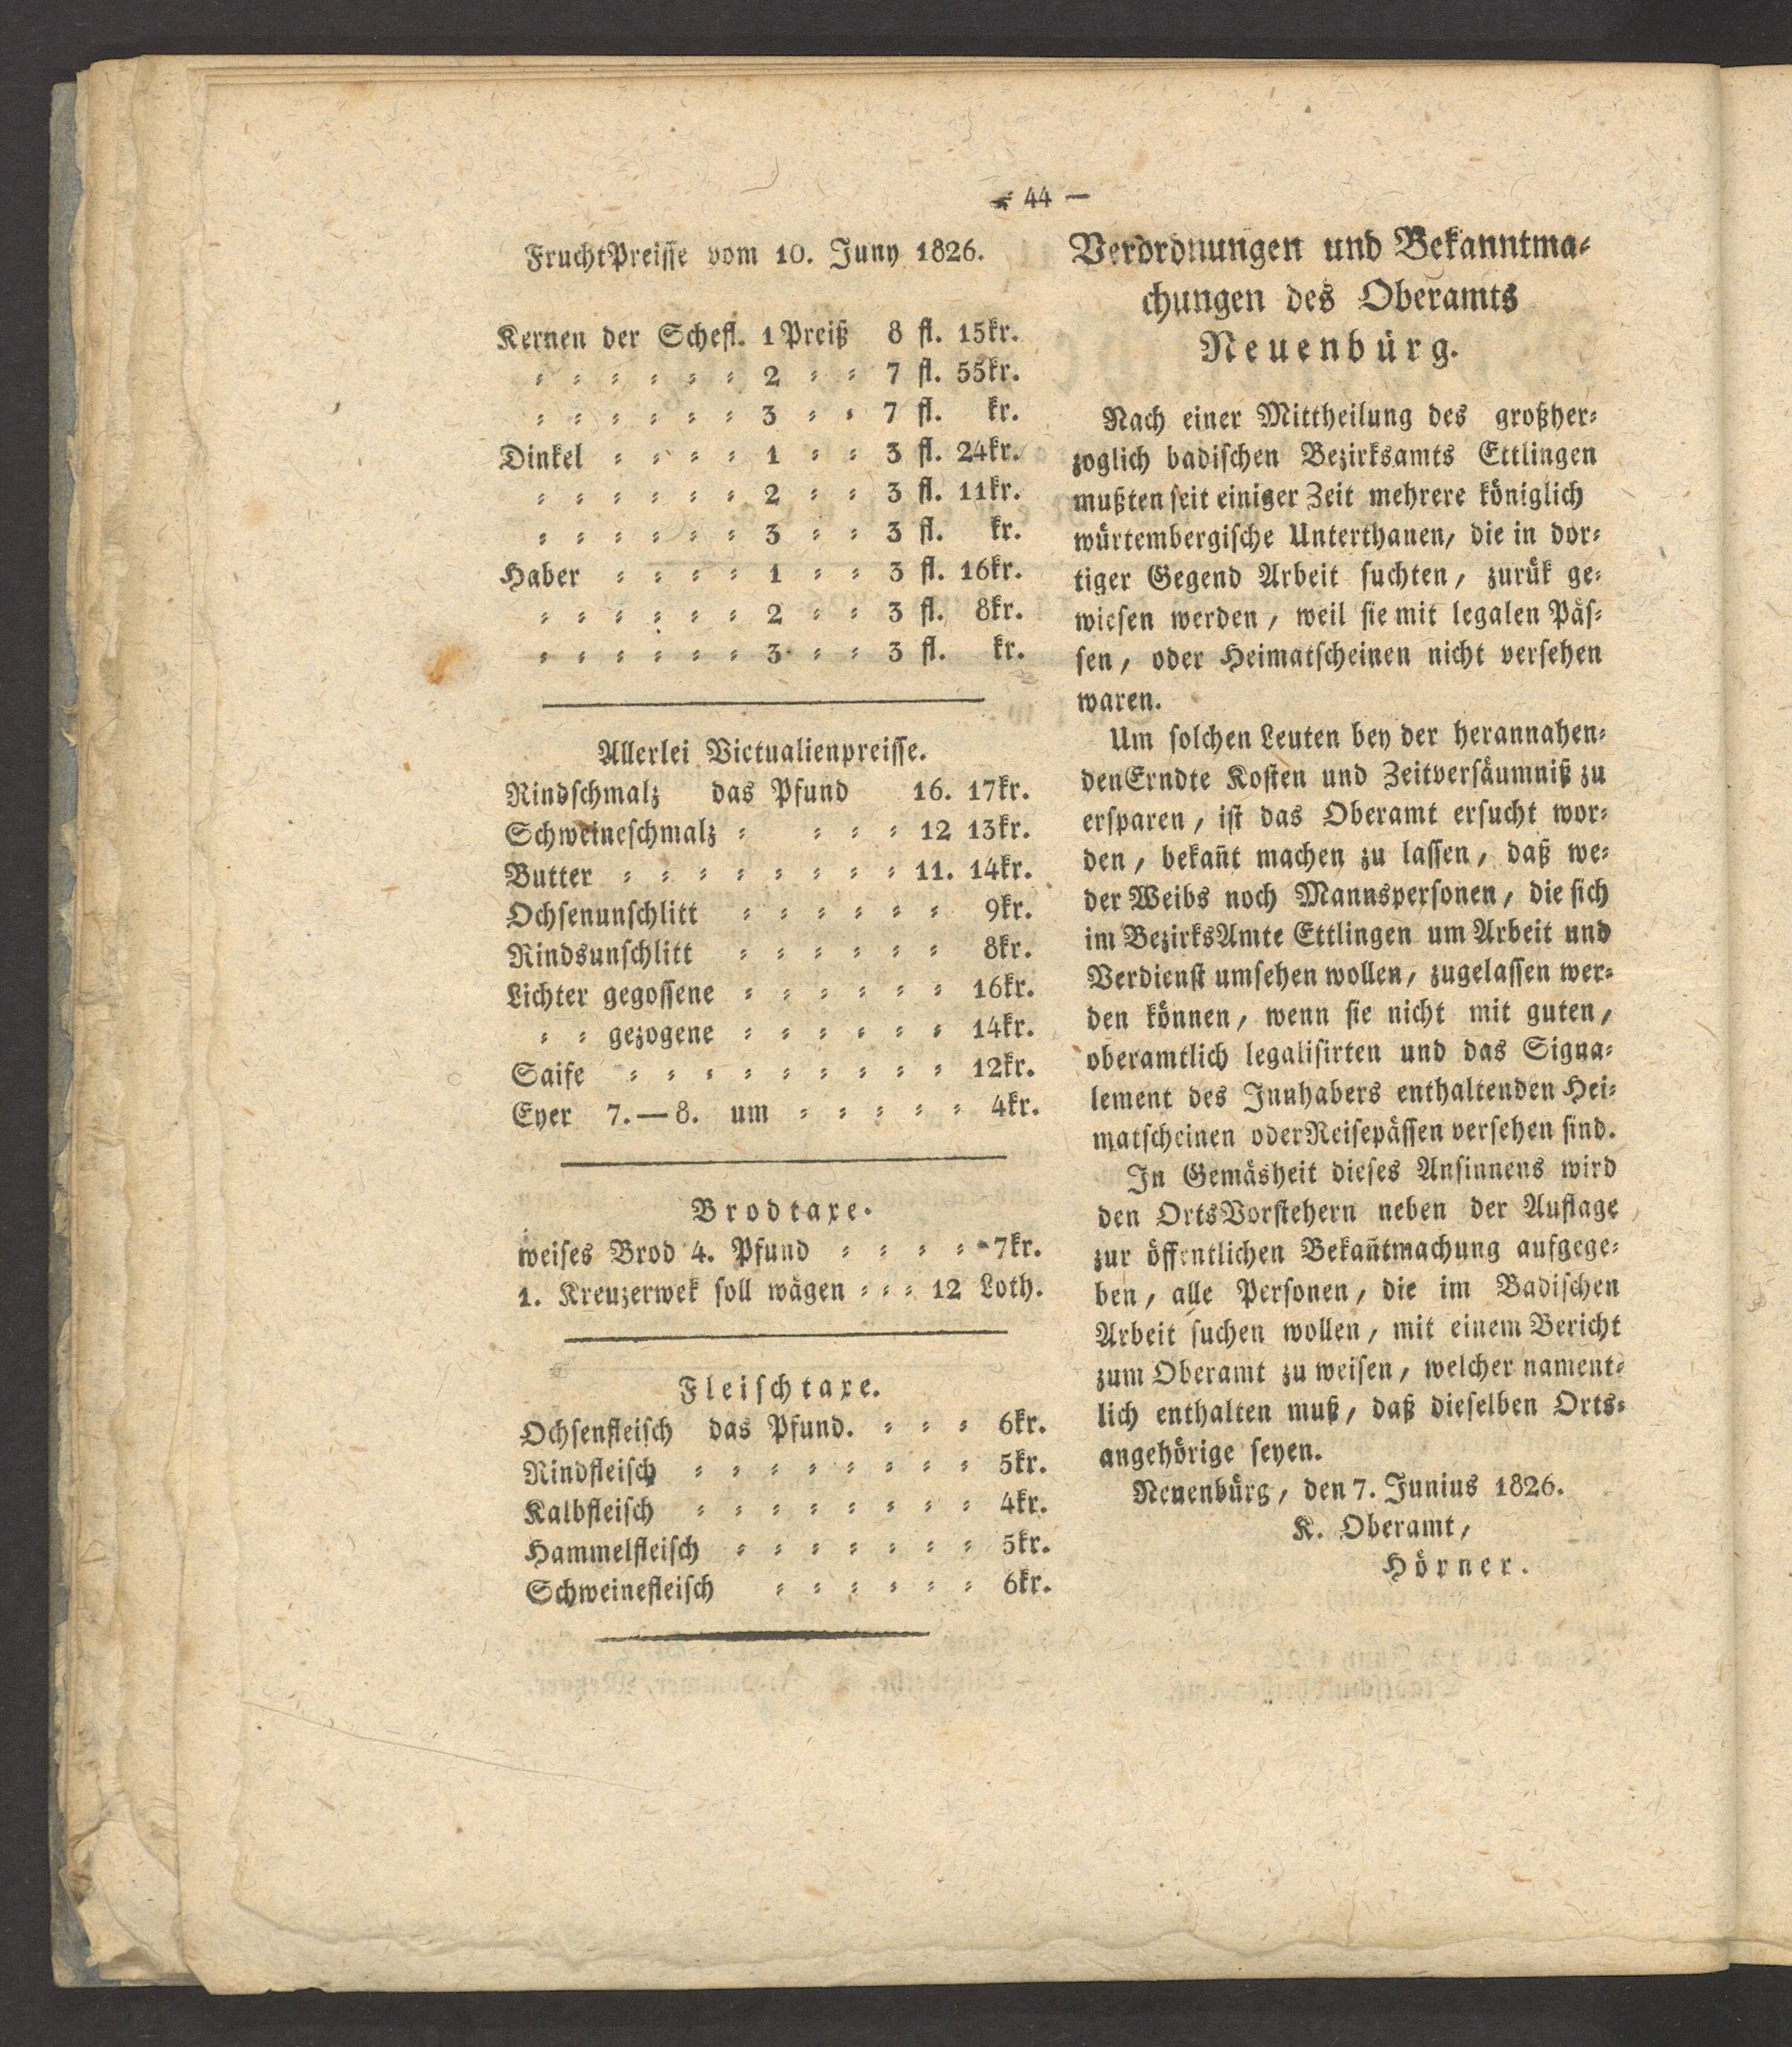 ⸗ 44 —
FruchtPreisse vom 10. Juny 1826.
Kernen der Schefl. 1 Preiß 8 fl. 15kr.
⸗ ⸗ ⸗ ⸗ ⸗ ⸗ 2 ⸗ ⸗ 7 fl. 55kr.
⸗ ⸗ ⸗ ⸗ ⸗ ⸗ 3 ⸗ ⸗ 7 fl. kr.
Dinkel ⸗ ⸗ ⸗ ⸗ 1 ⸗ ⸗ 3 fl. 24kr.
⸗ ⸗ ⸗ ⸗ ⸗ ⸗ 2 ⸗ ⸗ 3 fl. 11kr.
⸗ ⸗ ⸗ ⸗ ⸗ ⸗ 3 ⸗ ⸗ 3 fl. kr.
Haber ⸗ ⸗ ⸗ ⸗ 1 ⸗ ⸗ 3 fl. 16kr.
⸗ ⸗ ⸗ ⸗ ⸗ ⸗ 2 ⸗ ⸗ 3 fl. 8kr.
⸗ ⸗ ⸗ ⸗ ⸗ ⸗ 3 ⸗ ⸗ 3 fl. kr.
Allerlei Victualienpreisse.
Rindschmalz das Pfund 16. 17kr.
Schweineschmalz ⸗ ⸗ ⸗ ⸗ 12 13kr.
Butter ⸗ ⸗ ⸗ ⸗ ⸗ ⸗ ⸗ ⸗ 11. 14kr.
Ochsenunschlitt ⸗ ⸗ ⸗ ⸗ ⸗ ⸗ 9kr.
Rindsunschlitt ⸗ ⸗ ⸗ ⸗ ⸗ ⸗ 8kr.
Lichter gegossene ⸗ ⸗ ⸗ ⸗ ⸗ ⸗ 16kr.
⸗ ⸗ gezogene ⸗ ⸗ ⸗ ⸗ ⸗ ⸗ 14kr.
Saife ⸗ ⸗ ⸗ ⸗ ⸗ ⸗ ⸗ ⸗ ⸗ 12kr.
Eyer 7.—8. um ⸗ ⸗ ⸗ ⸗ ⸗ 4kr.
Brodtaxe.
weises Brod 4. Pfund ⸗ ⸗ ⸗ ⸗ 7kr.
1. Kreuzerwek soll wägen ⸗ ⸗ ⸗ 12 Loth.
Fleischtaxe.
Ochsenfleisch das Pfund. ⸗ ⸗ ⸗ 6kr.
Rindfleisch ⸗ ⸗ ⸗ ⸗ ⸗ ⸗ ⸗ ⸗ 5kr.
Kalbfleisch ⸗ ⸗ ⸗ ⸗ ⸗ ⸗ ⸗ ⸗ 4kr.
Hammelfleisch ⸗ ⸗ ⸗ ⸗ ⸗ ⸗ ⸗ 5kr.
Schweinefleisch ⸗ ⸗ ⸗ ⸗ ⸗ ⸗ 6kr.
Verordnungen und Bekanntma⸗
chungen des Oberamts
Neuenbürg.
Nach einer Mittheilung des großher⸗
zoglich badischen Bezirksamts Ettlingen
mußten seit einiger Zeit mehrere königlich
würtembergische Unterthanen, die in dor⸗
tiger Gegend Arbeit suchten, zurük ge⸗
wiesen werden, weil sie mit legalen Päs⸗
sen, oder Heimatscheinen nicht versehen
waren.
Um solchen Leuten bey der herannahen⸗
den Erndte Kosten und Zeitversäumniß zu
ersparen, ist das Oberamt ersucht wor⸗
den, bekañt machen zu lassen, daß we⸗
der Weibs noch Mannspersonen, die sich
im BezirksAmte Ettlingen um Arbeit und
Verdienst umsehen wollen, zugelassen wer⸗
den können, wenn sie nicht mit guten,
oberamtlich legalisirten und das Signa⸗
lement des Innhabers enthaltenden Hei⸗
matscheinen oder Reisepässen versehen sind.
In Gemäsheit dieses Ansinnens wird
den OrtsVorstehern neben der Auflage
zur öffentlichen Bekañtmachung aufgege⸗
ben, alle Personen, die im Badischen
Arbeit suchen wollen, mit einem Bericht
zum Oberamt zu weisen, welcher nament⸗
lich enthalten muß, daß dieselben Orts⸗
angehörige seyen.
Neuenbürg, den 7. Junius 1826.
K. Oberamt,
Hörner.